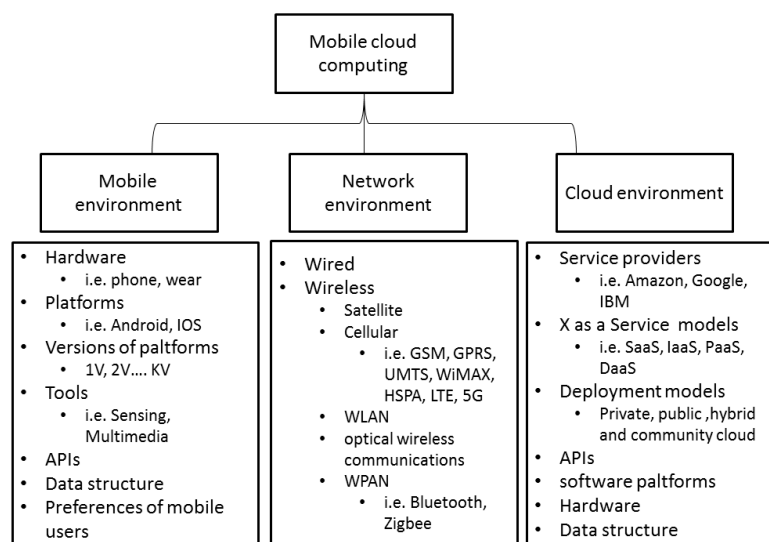 Mobile cloud
computing
Mobile
environment
Network
environment
Cloud environment
• Hardware
• i.e. phone, wear
• Platforms
• i.e. Android, IOS
• Versions of paltforms
• 1V, 2V.... KV
• Tools
• i.e. Sensing,
Multimedia
• APIs
• Data structure
• Preferences of mobile
users
• Wired
• Wireless
• Satellite
• Cellular
• i.e. GSM, GPRS,
UMTS, WiMAX,
HSPA, LTE, 5G
• WLAN
• optical wireless
communications
• WPAN
• i.e. Bluetooth,
Zigbee
• Service providers
• i.e. Amazon, Google,
IBM
• X as a Service models
• i.e. SaaS, IaaS, PaaS,
DaaS
• Deployment models
• Private, public ,hybrid
and community cloud
• APIs
• software paltforms
• Hardware
• Data structure